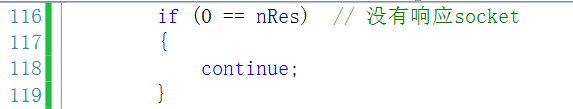 116 if (0 == nRes)  // 没有响应socket
117 {
118     continue;
119 }